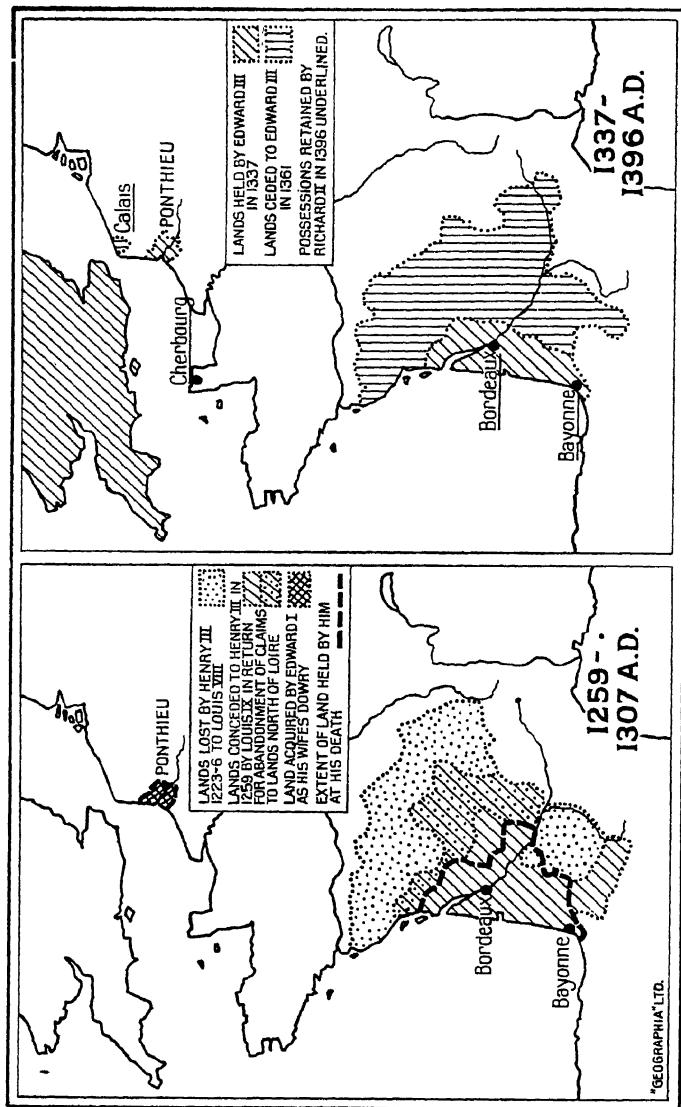 PONTHIEU
LANDS LOST BY HENRY III
1223-6 TO LOUIS VIII
LANDS CONCEDED TO HENRY III IN
1259 BY LOUIS IX IN RETURN
FOR ABANDONMENT OF CLAIMS
TO LANDS NORTH OF LOIRE
LAND ACQUIRED BY EDWARD I
AS HIS WIFES DOWRY
EXTENT OF LAND HELD BY HIM
AT HIS DEATH
Bordeaux
Bayonne
1259-.
1307 A.D.
"GEOGRAPHIA" LTD.
Calais
PONTHIEU
Cherbourg
LANDS HELD BY EDWARD III
IN 1337
LANDS CEDED TO EDWARD III
IN 1361
POSSESSIONS RETAINED BY
RICHARD II IN 1396 UNDERLINED.
Bordeaux
Bayonne
1337-
1396 A.D.